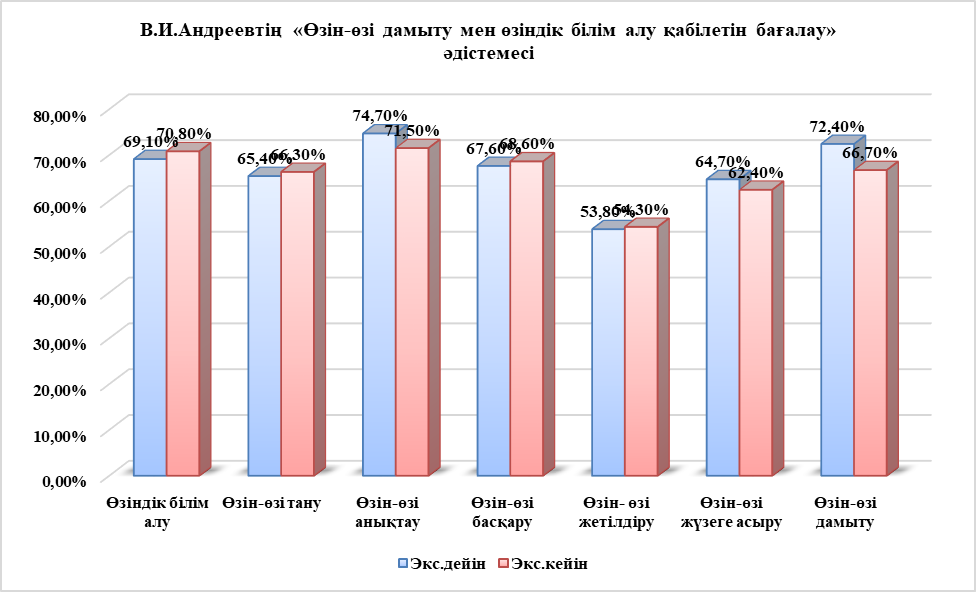 В.И.Андреевтің «Өзін-өзі дамыту мен өзіндік білім алу қабілетін бағалау»
әдістемесі
80,00%
70,00%
60,00%
50,00%
40,00%
30,00%
20,00%
10,00%
0,00%
69,10%
70,80%
65,40%
66,30%
74,70%
71,50%
67,60%
68,60%
53,80%
54,30%
64,70%
62,40%
72,40%
66,70%
Өзіндік білім
алу
Өзін-өзі тану
Өзін-өзі
анықтау
Өзін-өзі
басқару
Өзін- өзі
жетілдіру
Өзін-өзі
жүзеге асыру
Өзін-өзі
дамыту
Экс.дейін
Экс.кейін